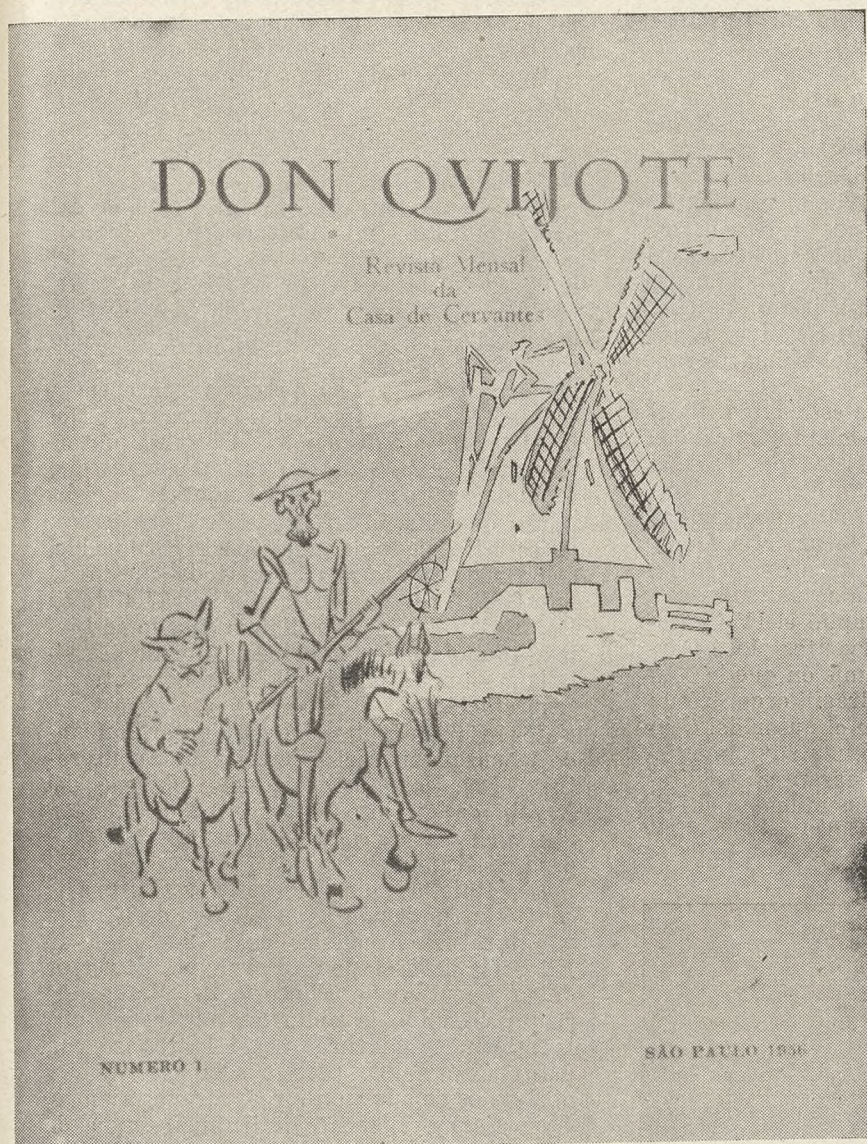 DON QVIJOTE
Revista Mensal
da
Casa de Cervantes
NUMERO 1
SÃO PAULO 1956